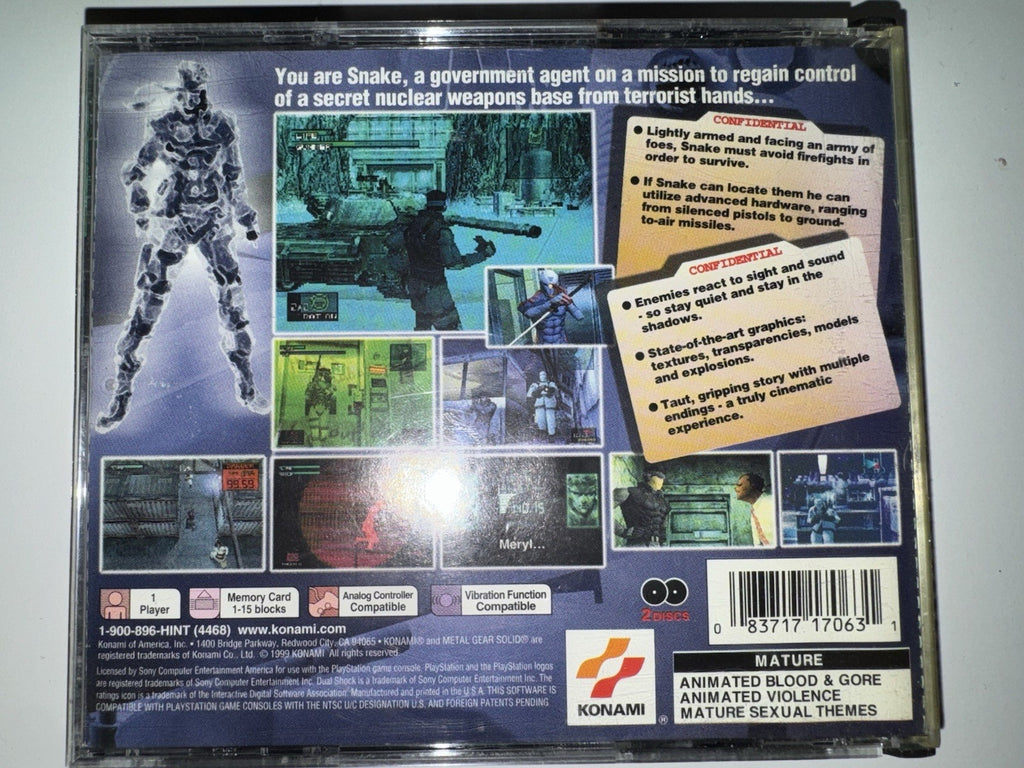 You are Snake, a government agent on a mission to regain control
of a secret nuclear weapons base from terrorist hands...
CONFIDENTIAL
● Lightly armed and facing an army of
foes, Snake must avoid firefights in
order to survive.
● If Snake can locate them he can
utilize advanced hardware, ranging
from silenced pistols to ground-
to-air missiles.
CONFIDENTIAL
● Enemies react to sight and sound
- so stay quiet and stay in the
shadows.
● State-of-the-art graphics:
textures, transparencies, models
and explosions.
● Taut, gripping story with multiple
endings - a truly cinematic
experience.
99.59
Meryl...
1
Player
Memory Card
1-15 blocks
Analog Controller
Compatible
Vibration Function
Compatible
2 DISCS
0 83717 17063 1
1-900-896-HINT (4468) www.konami.com
Konami of America, Inc. • 1400 Bridge Parkway, Redwood City, CA 94065 • KONAMI® and METAL GEAR SOLID® are
registered trademarks of Konami Co., Ltd. © 1999 KONAMI. All rights reserved.
Licensed by Sony Computer Entertainment America for use with the PlayStation game console. PlayStation and the PlayStation logos
are registered trademarks of Sony Computer Entertainment Inc. Dual Shock is a trademark of Sony Computer Entertainment Inc. The
ratings icon is a trademark of the Interactive Digital Software Association. Manufactured and printed in the U.S.A. THIS SOFTWARE IS
COMPATIBLE WITH PLAYSTATION GAME CONSOLES WITH THE NTSC U/C DESIGNATION U.S. AND FOREIGN PATENTS PENDING
KONAMI
®
MATURE
ANIMATED BLOOD & GORE
ANIMATED VIOLENCE
MATURE SEXUAL THEMES